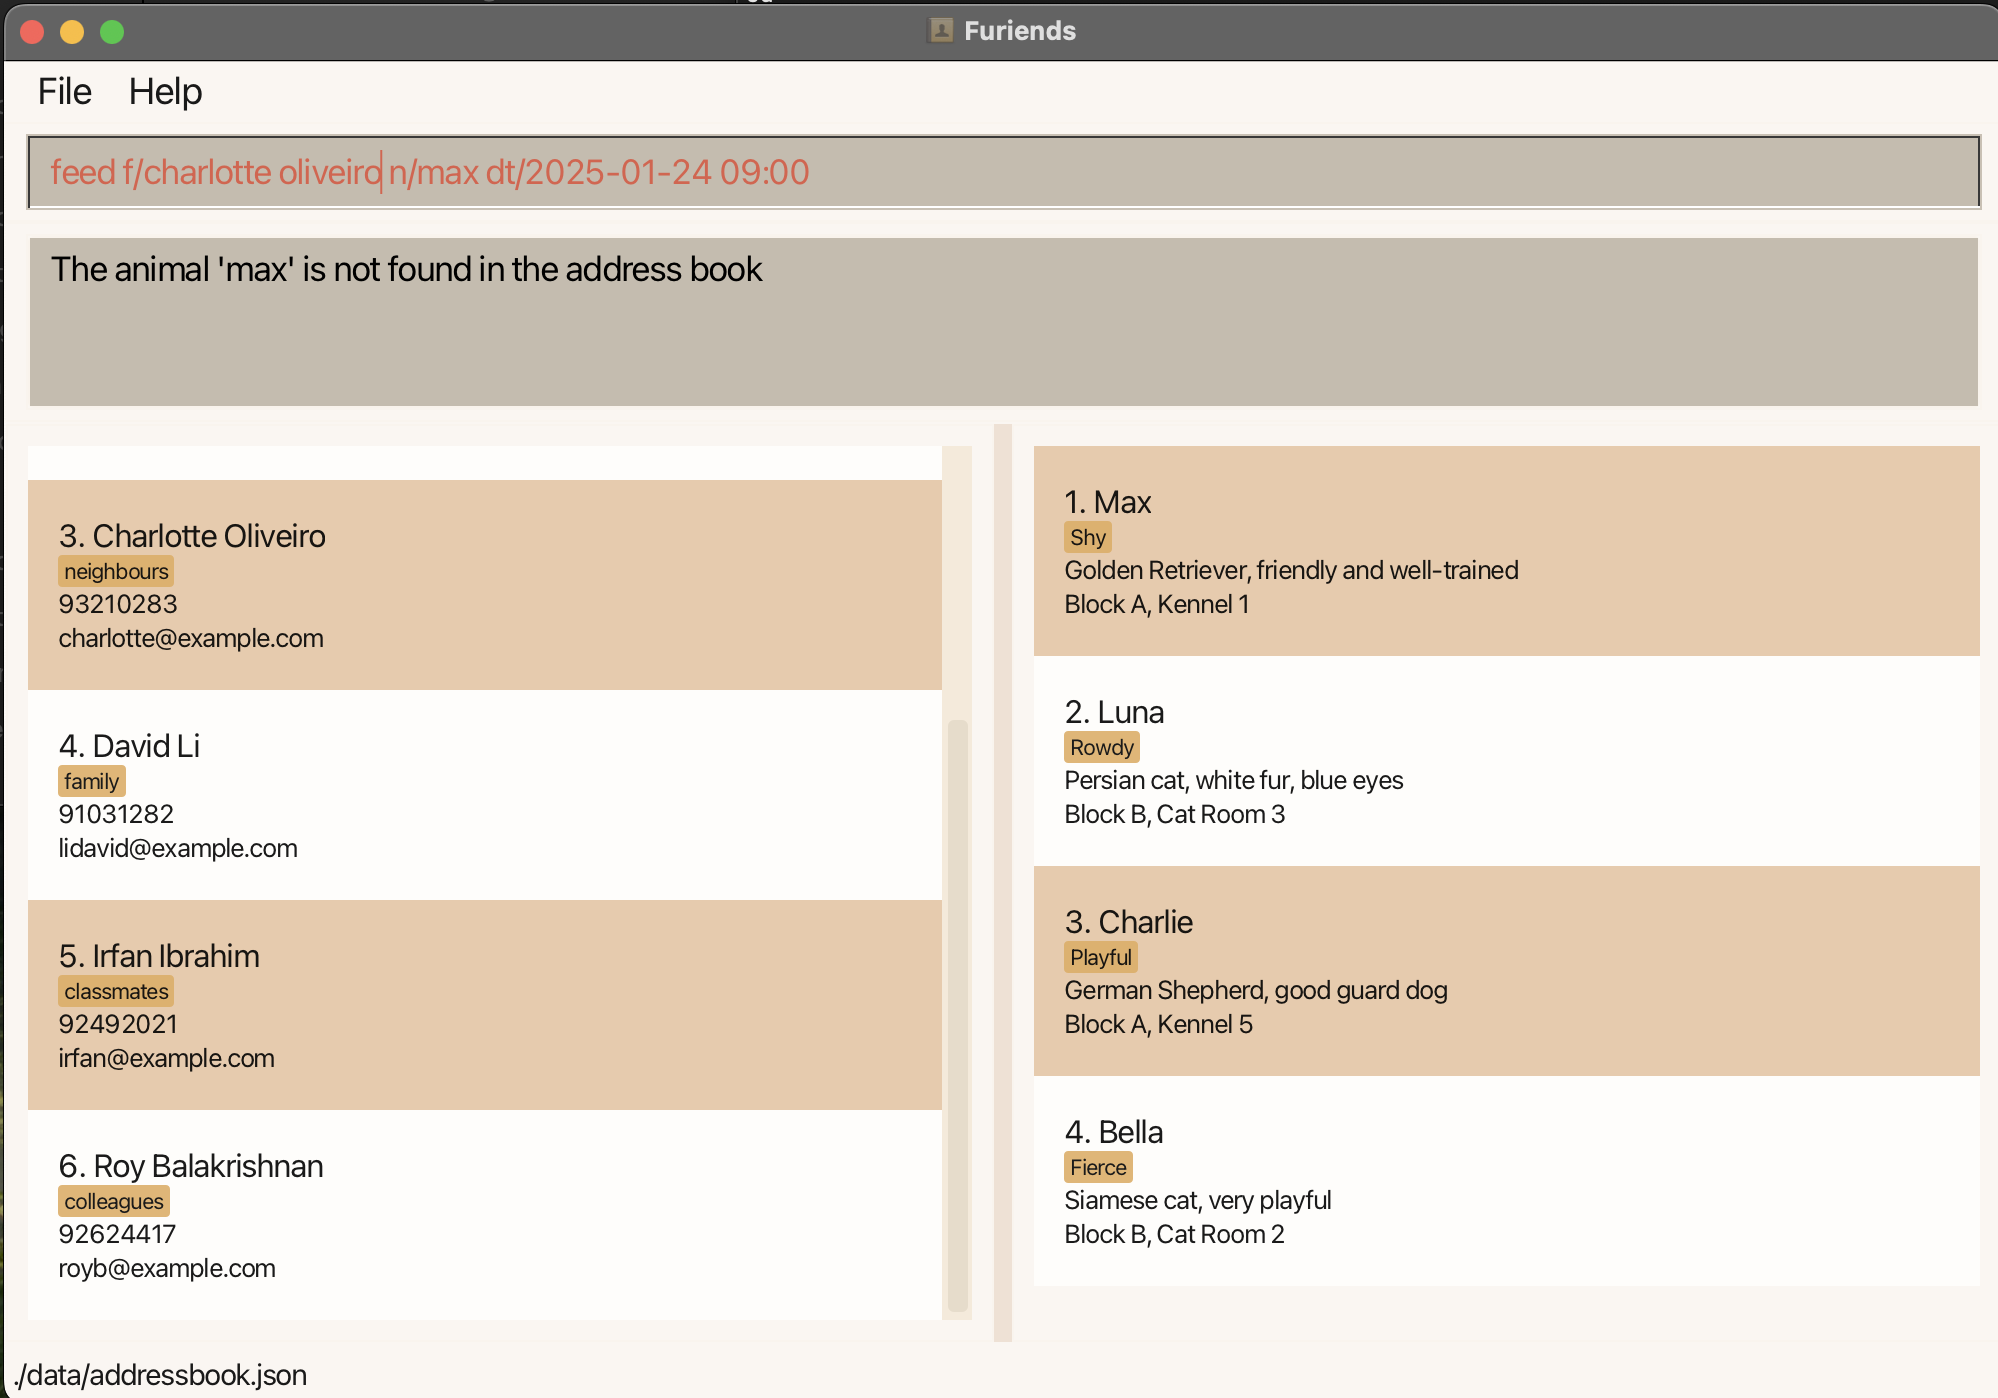 Furiends
File Help
feed f/charlotte oliveiro n/max dt/2025-01-24 09:00
The animal 'max' is not found in the address book
3. Charlotte Oliveiro
neighbours
93210283
charlotte@example.com
4. David Li
family
91031282
lidavid@example.com
5. Irfan Ibrahim
classmates
92492021
irfan@example.com
6. Roy Balakrishnan
colleagues
92624417
royb@example.com
1. Max
Shy
Golden Retriever, friendly and well-trained
Block A, Kennel 1
2. Luna
Rowdy
Persian cat, white fur, blue eyes
Block B, Cat Room 3
3. Charlie
Playful
German Shepherd, good guard dog
Block A, Kennel 5
4. Bella
Fierce
Siamese cat, very playful
Block B, Cat Room 2
./data/addressbook.json